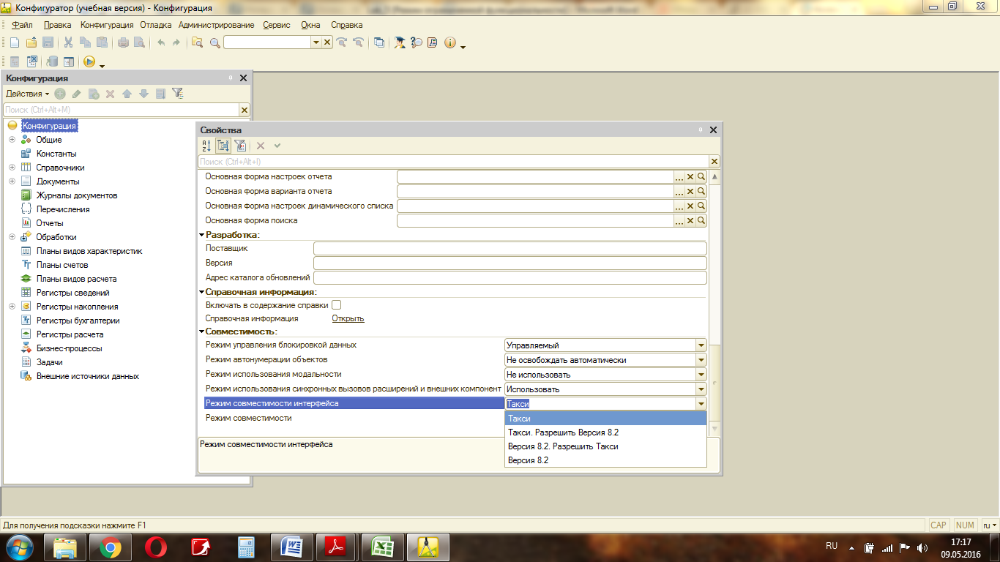 Конфигуратор (учебная версия) - Конфигурация
Файл Правка Конфигурация Отладка Администрирование Сервис Окна Справка
Конфигурация
Действия
Поиск (Ctrl+Alt+M)
Конфигурация
Общие
Константы
Справочники
Документы
Журналы документов
Перечисления
Отчеты
Обработки
Планы видов характеристик
Планы счетов
Планы видов расчета
Регистры сведений
Регистры накопления
Регистры бухгалтерии
Регистры расчета
Бизнес-процессы
Задачи
Внешние источники данных
Свойства
Поиск (Ctrl+Alt+I)
Основная форма настроек отчета
Основная форма варианта отчета
Основная форма настроек динамического списка
Основная форма поиска
Разработка:
Поставщик
Версия
Адрес каталога обновлений
Справочная информация:
Включать в содержание справки
Справочная информация Открыть
Совместимость:
Режим управления блокировкой данных Управляемый
Режим автонумерации объектов Не освобождать автоматически
Режим использования модальности Не использовать
Режим использования синхронных вызовов расширений и внешних компонент Использовать
Режим совместимости интерфейса Такси
Режим совместимости
Такси
Такси. Разрешить Версия 8.2
Версия 8.2. Разрешить Такси
Версия 8.2
Режим совместимости интерфейса
Для получения подсказки нажмите F1
CAP NUM ru
RU
17:17
09.05.2016